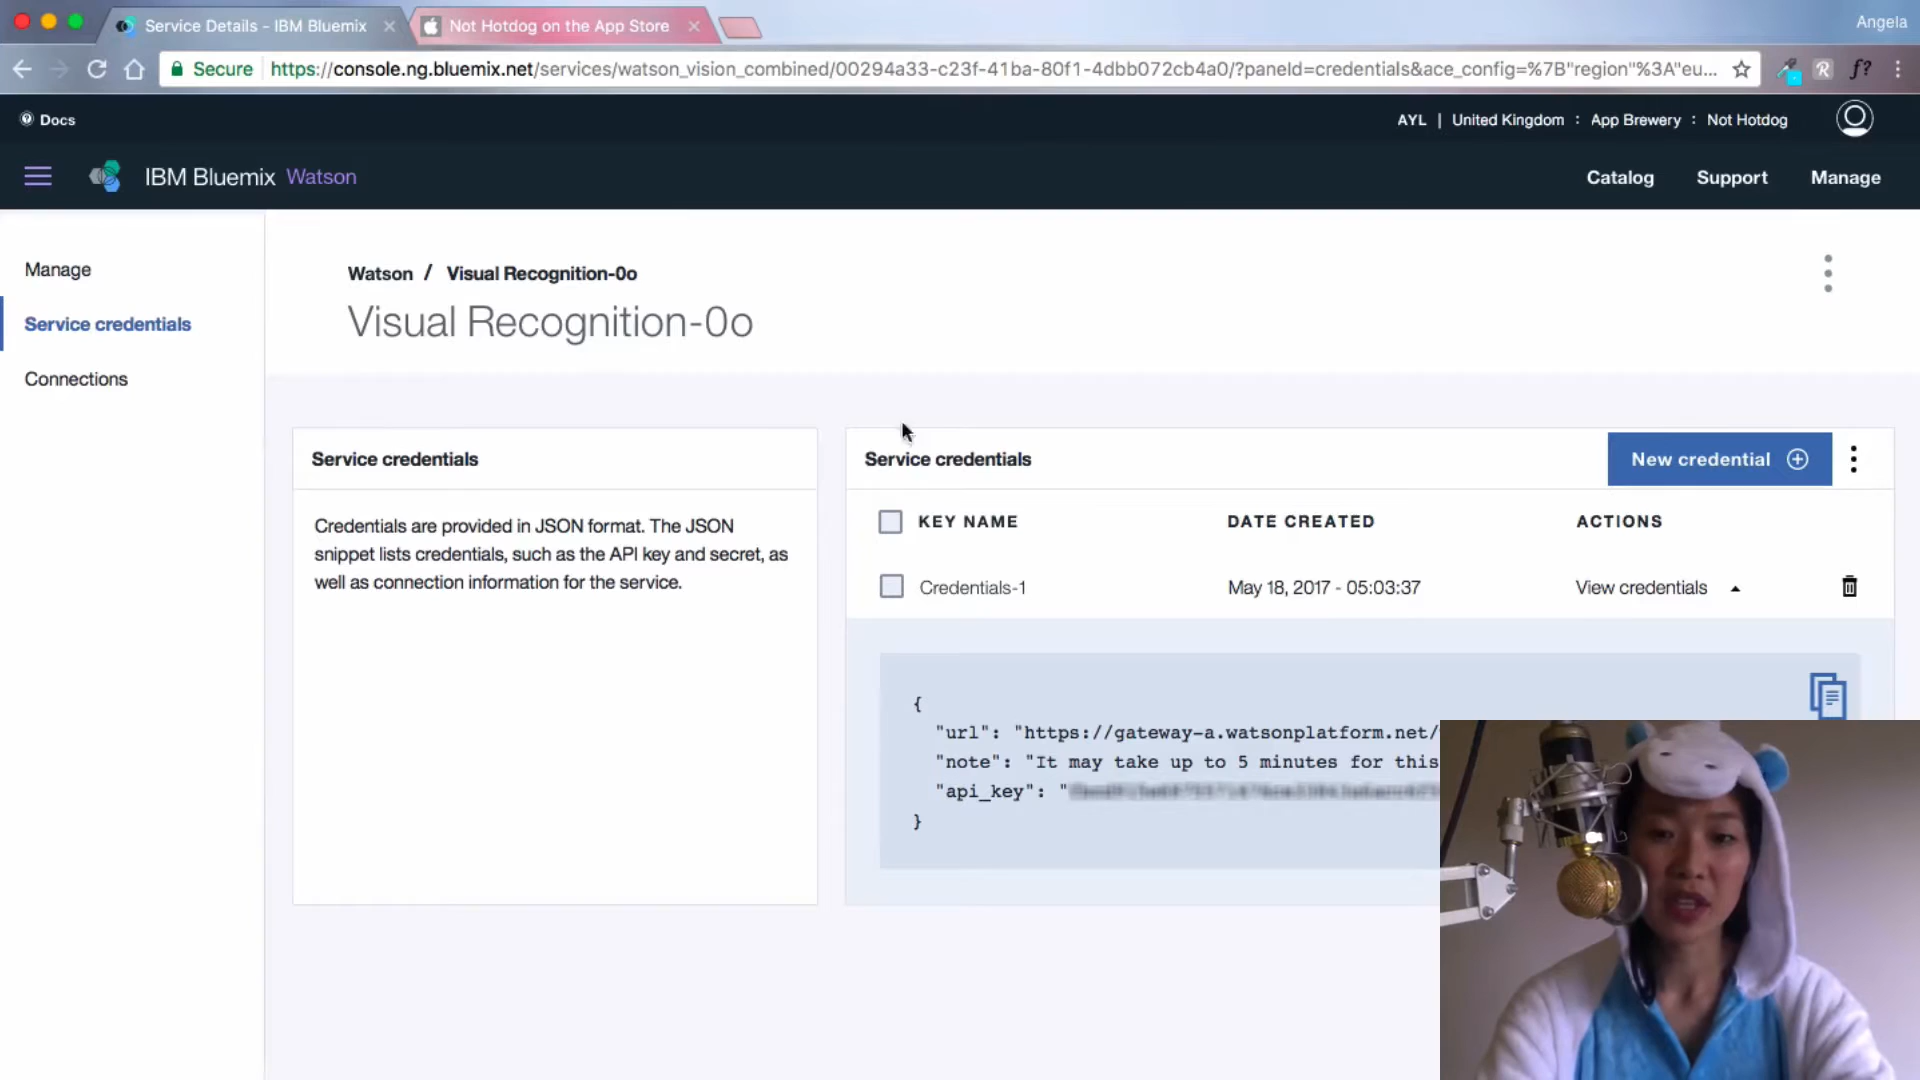 Service Details - IBM Bluemix
Not Hotdog on the App Store
Angela
Secure
https://console.ng.bluemix.net/services/watson_vision_combined/00294a33-c23f-41ba-80f1-4dbb072cb4a0/?paneId=credentials&ace_config=%7B"region"%3A"eu...
Docs
AYL | United Kingdom : App Brewery : Not Hotdog
IBM Bluemix Watson
Catalog
Support
Manage
Manage
Service credentials
Connections
Watson / Visual Recognition-0o
Visual Recognition-0o
Service credentials
Credentials are provided in JSON format. The JSON
snippet lists credentials, such as the API key and secret, as
well as connection information for the service.
Service credentials
New credential
KEY NAME
DATE CREATED
ACTIONS
Credentials-1
May 18, 2017 - 05:03:37
View credentials
{
"url": "https://gateway-a.watsonplatform.net/
"note": "It may take up to 5 minutes for this
"api_key": "
}